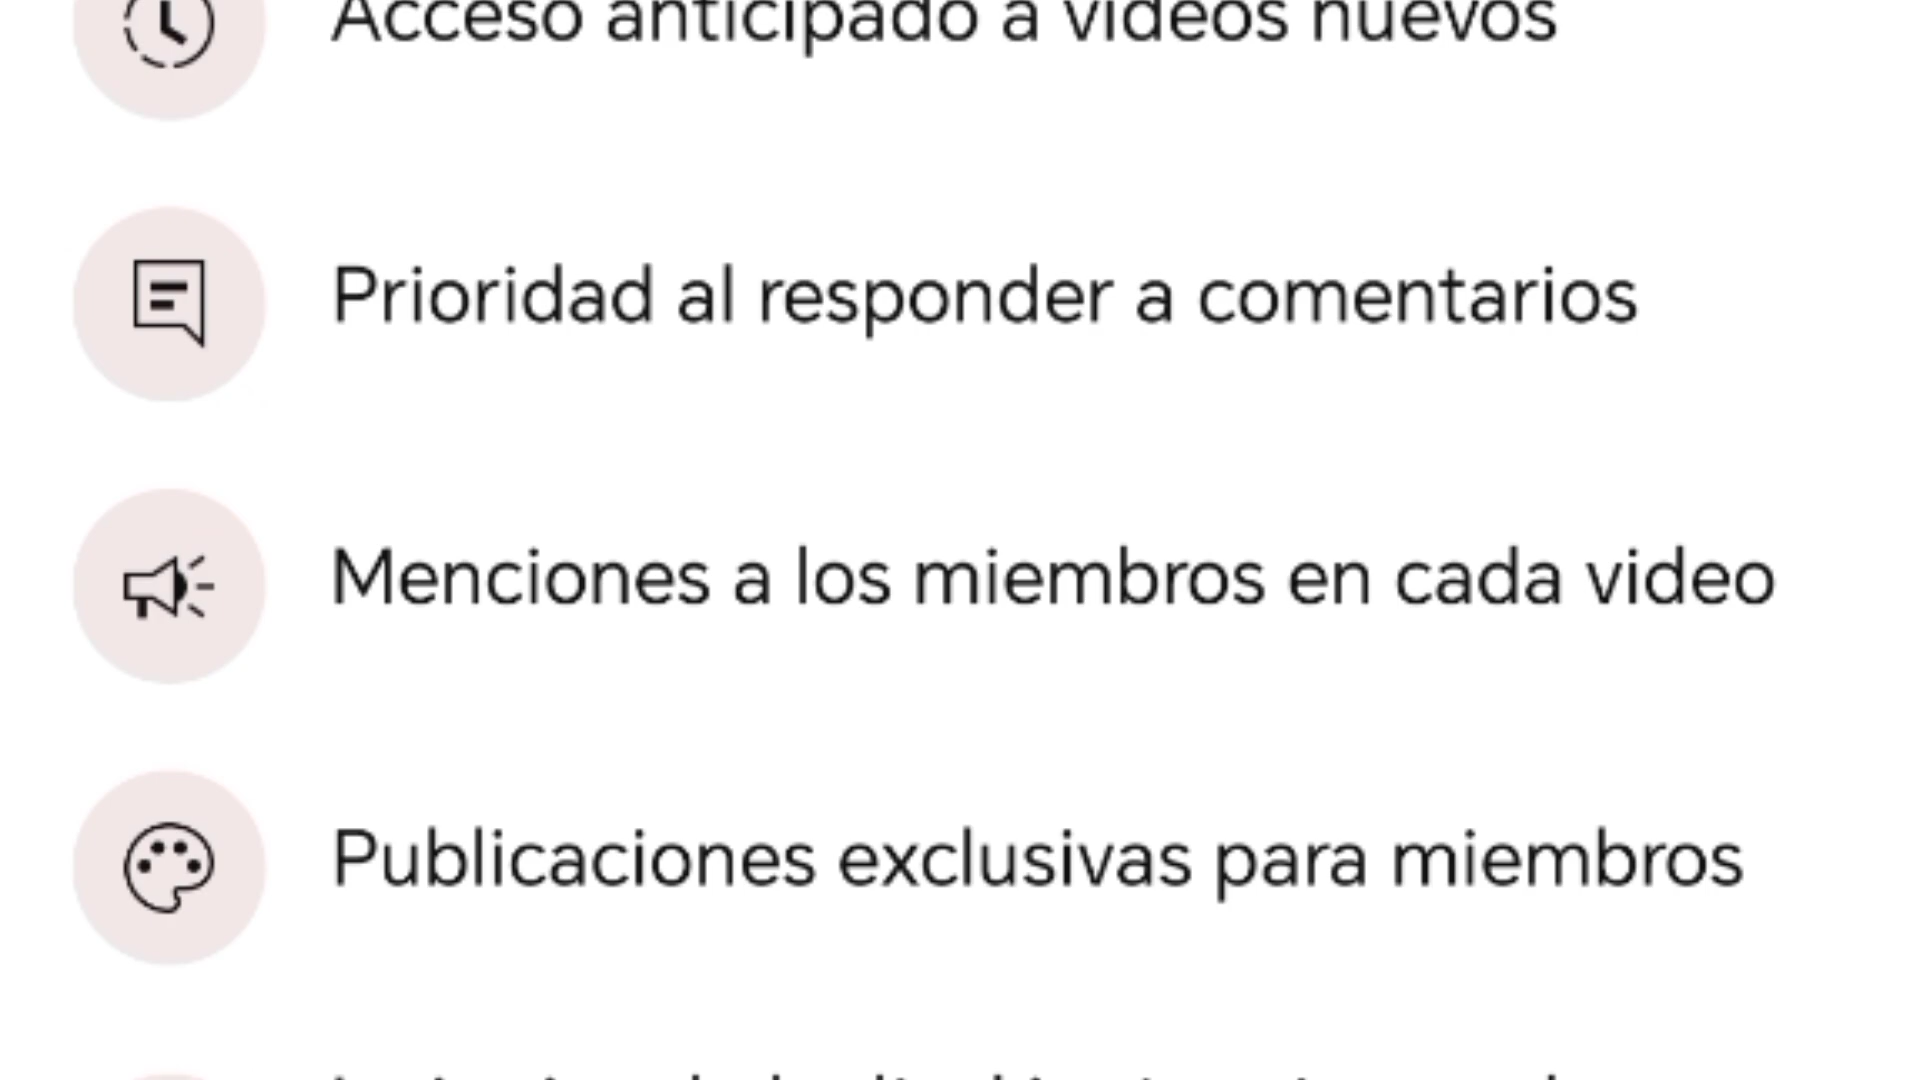 Acceso anticipado a videos nuevos
Prioridad al responder a comentarios
Menciones a los miembros en cada video
Publicaciones exclusivas para miembros